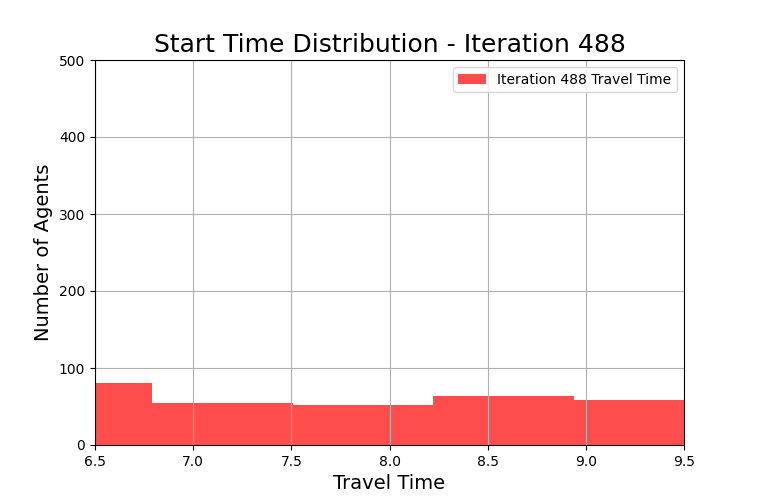 Start Time Distribution - Iteration 488
Iteration 488 Travel Time
Number of Agents
500
400
300
200
100
0
6.5 7.0 7.5 8.0 8.5 9.0 9.5
Travel Time